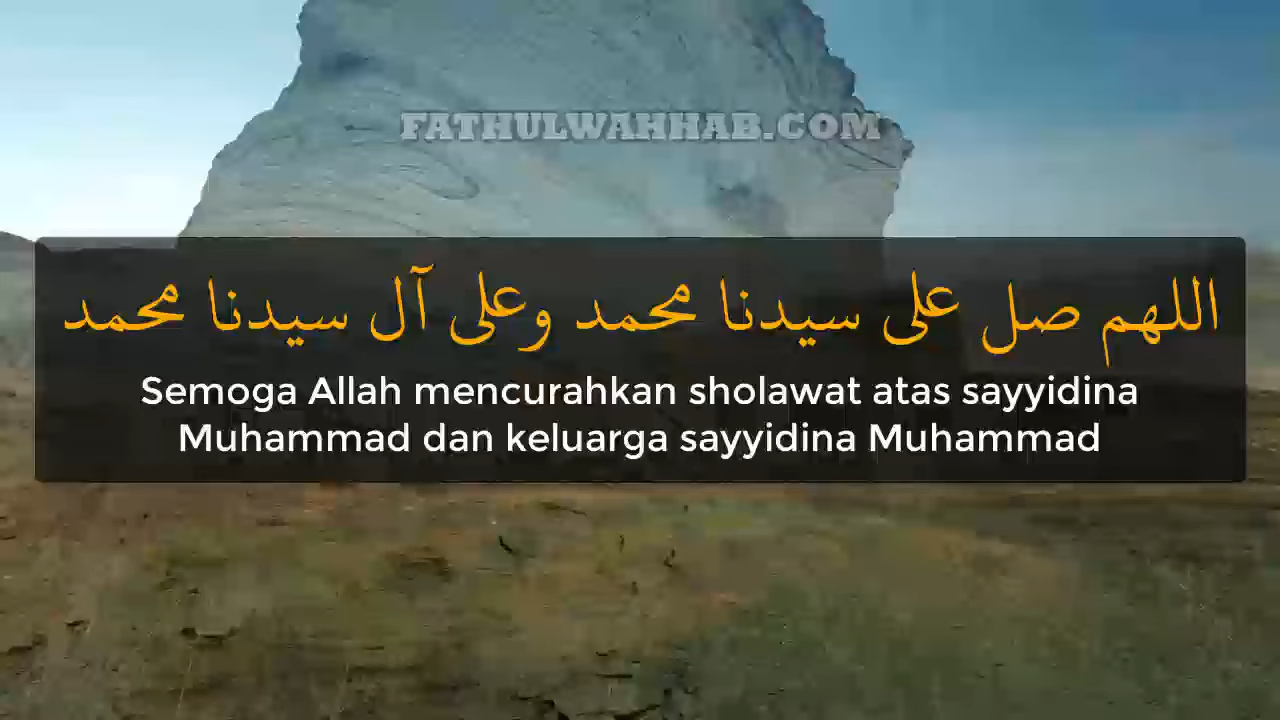 FATHULWAHHAB.COM
اللهم صل على سيدنا محمد وعلى آل سيدنا محمد
Semoga Allah mencurahkan sholawat atas sayyidina
Muhammad dan keluarga sayyidina Muhammad